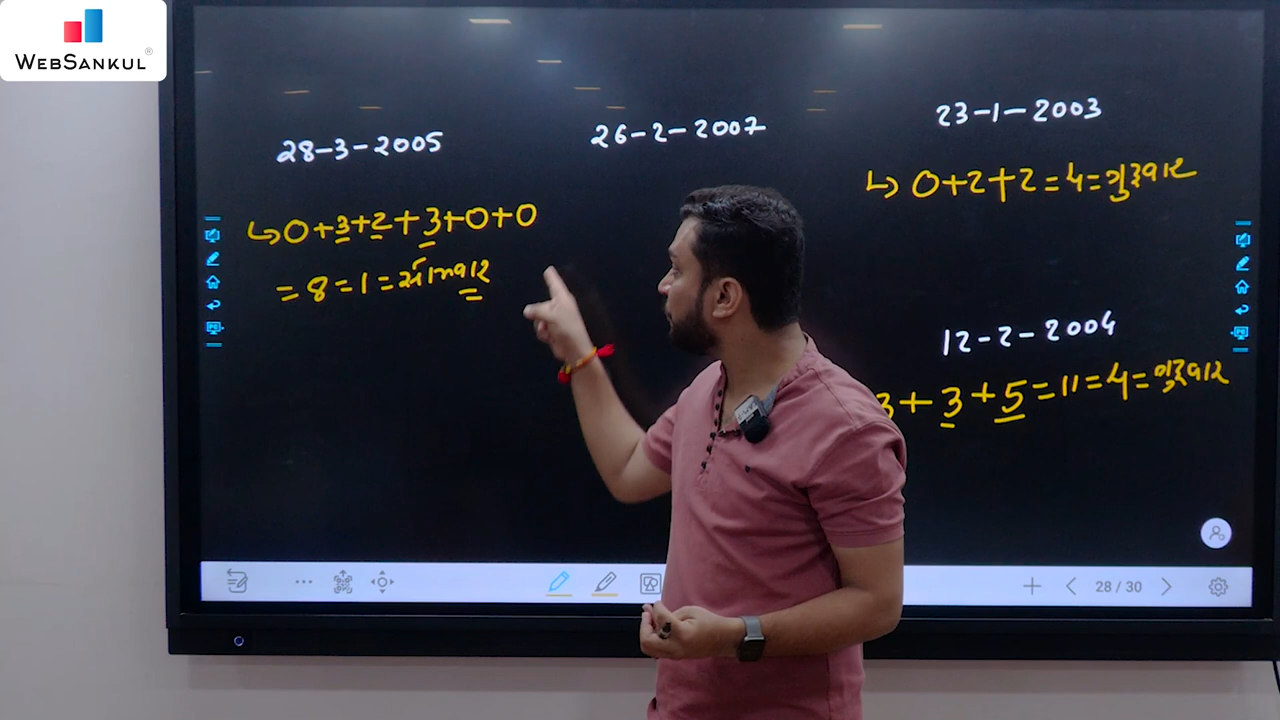 WEBSANKUL®
28-3-2005
↳ 0+3+2+3+0+0
= 8 = 1 = સોમવાર
26-2-2007
23-1-2003
↳ 0+2+2=4=ગુરૂવાર
12-2-2004
3+3+5=11=4=ગુરૂવાર
28 / 30